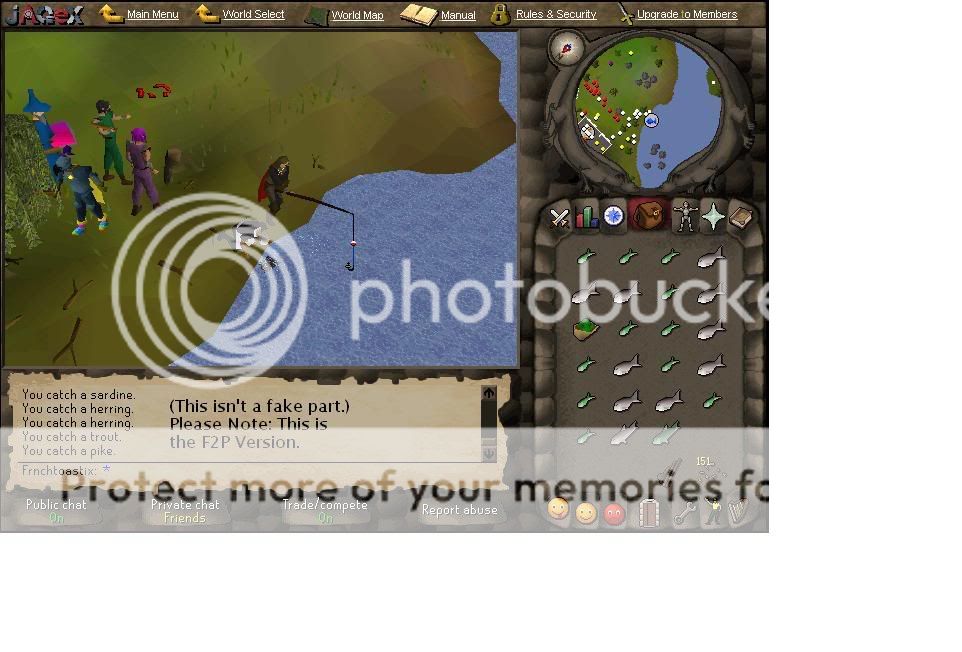 JAGEX Main Menu World Select World Map Manual Rules & Security Upgrade to Members
photobucke
You catch a sardine.
You catch a herring.
You catch a herring.
You catch a trout.
You catch a pike.
(This isn't a fake part.)
Please Note: This is
the F2P Version.
Frnchtoastix: *
151
Protect more of your memories fo
Public chat Private chat Trade/compete Report abuse
On Friends On